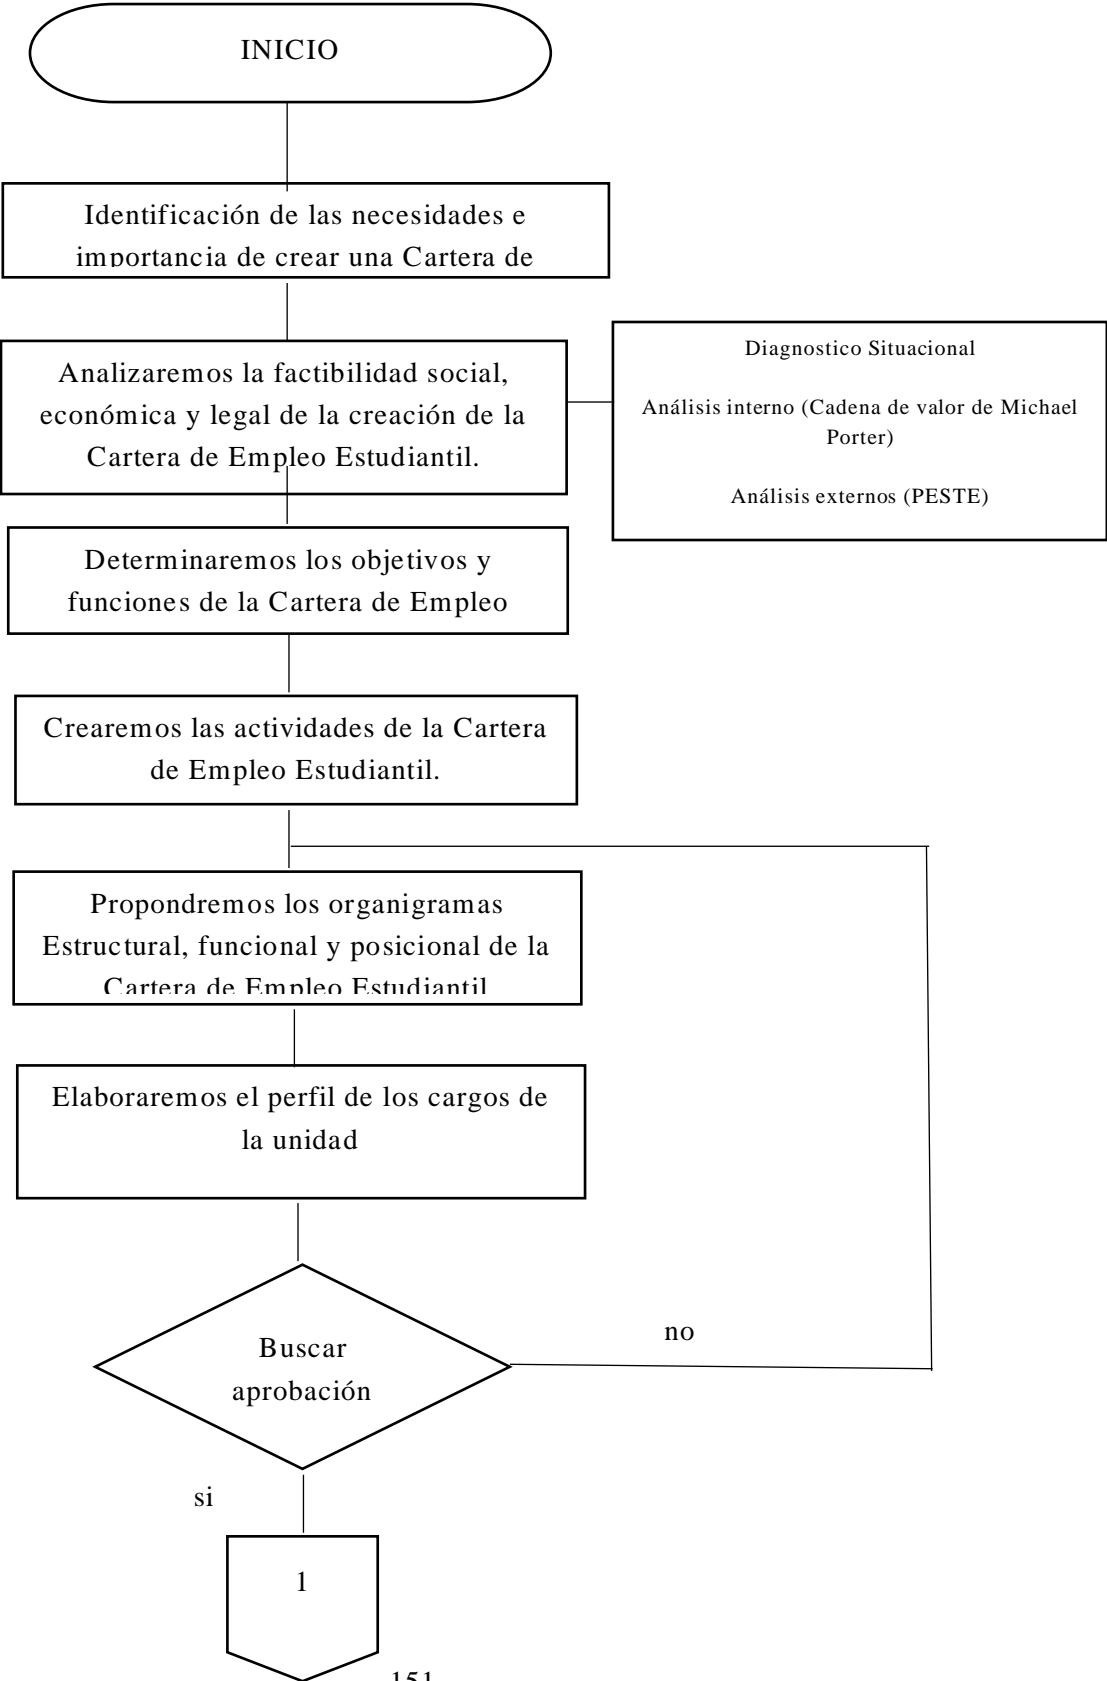 INICIO
Identificación de las necesidades e
importancia de crear una Cartera de
Analizaremos la factibilidad social,
económica y legal de la creación de la
Cartera de Empleo Estudiantil.
Diagnostico Situacional
Análisis interno (Cadena de valor de Michael
Porter)
Análisis externos (PESTE)
Determinaremos los objetivos y
funciones de la Cartera de Empleo
Crearemos las actividades de la Cartera
de Empleo Estudiantil.
Propondremos los organigramas
Estructural, funcional y posicional de la
Cartera de Empleo Estudiantil
Elaboraremos el perfil de los cargos de
la unidad
Buscar
aprobación
no
si
1
151